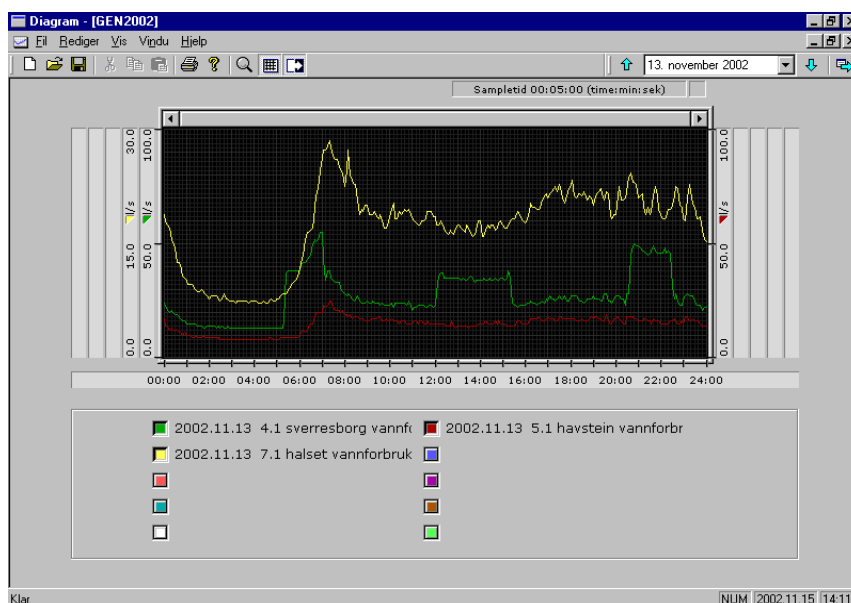 Diagram - [GEN2002]
Fil Rediger Vis Vindu Hjelp
13. november 2002
Sampletid 00:05:00 (time:min:sek)
30.0 100.0 100.0
l/s l/s l/s
15.0 50.0 50.0
0.0 0.0 0.0
00:00 02:00 04:00 06:00 08:00 10:00 12:00 14:00 16:00 18:00 20:00 22:00 24:00
2002.11.13 4.1 sverresborg vannf 2002.11.13 5.1 havstein vannforbr
2002.11.13 7.1 halset vannforbruk
Klar NUM 2002.11.15 14:11